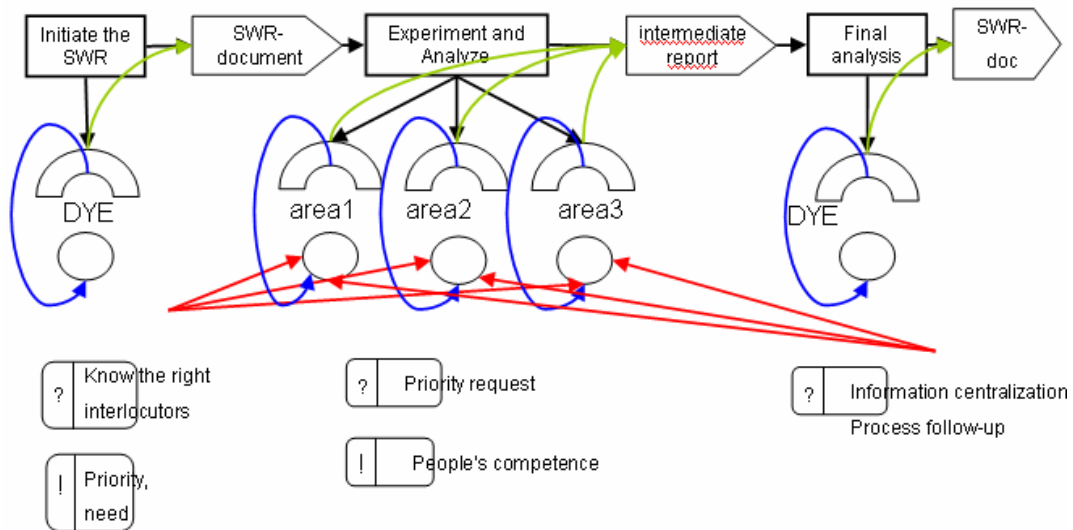 Initiate the
SWR
SWR-
document
Experiment and
Analyze
intermediate
report
Final
analysis
SWR-
doc
DYE
area1
area2
area3
DYE
?
Know the right
interlocutors
!
Priority,
need
?
Priority request
!
People's competence
?
Information centralization
Process follow-up